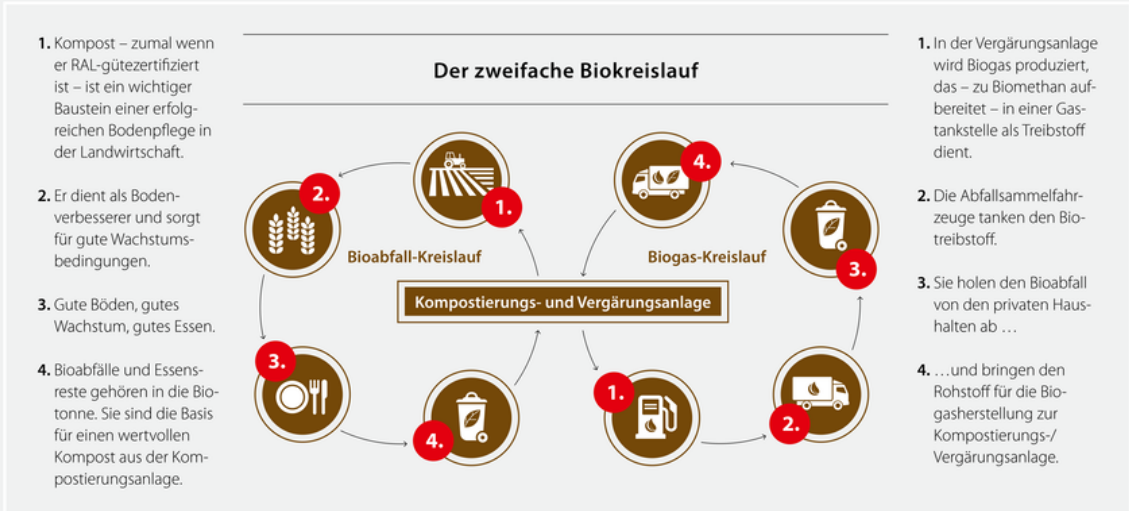 1. Kompost – zumal wenn
er RAL-gütezertifiziert
ist – ist ein wichtiger
Baustein einer erfolg-
reichen Bodenpflege in
der Landwirtschaft.
2. Er dient als Boden-
verbesserer und sorgt
für gute Wachstums-
bedingungen.
3. Gute Böden, gutes
Wachstum, gutes Essen.
4. Bioabfälle und Essens-
reste gehören in die Bio-
tonne. Sie sind die Basis
für einen wertvollen
Kompost aus der Kom-
postierungsanlage.
Der zweifache Biokreislauf
1.
2.
Bioabfall-Kreislauf
3.
4.
Kompostierungs- und Vergärungsanlage
4.
Biogas-Kreislauf
3.
1.
2.
1. In der Vergärungsanlage
wird Biogas produziert,
das – zu Biomethan auf-
bereitet – in einer Gas-
tankstelle als Treibstoff
dient.
2. Die Abfallsammelfahr-
zeuge tanken den Bio-
treibstoff.
3. Sie holen den Bioabfall
von den privaten Haus-
halten ab …
4. …und bringen den
Rohstoff für die Bio-
gasherstellung zur
Kompostierungs-/
Vergärungsanlage.